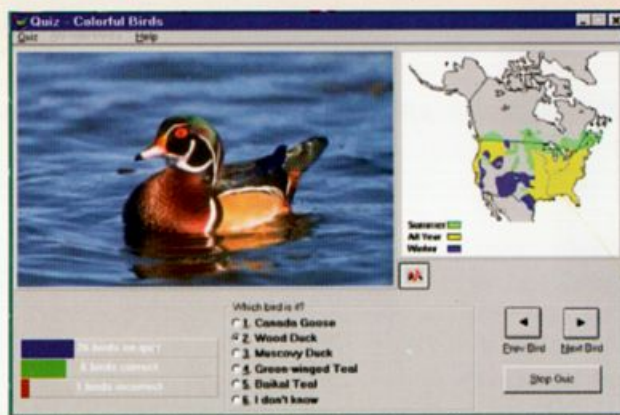 Quiz - Colorful Birds
Quiz Help
Summer
All Year
Winter
Which bird is it?
1. Canada Goose
2. Wood Duck
3. Muscovy Duck
4. Green-winged Teal
5. Baikal Teal
6. I don't know
birds correct
birds incorrect
Prev Bird Next Bird
Stop Quiz